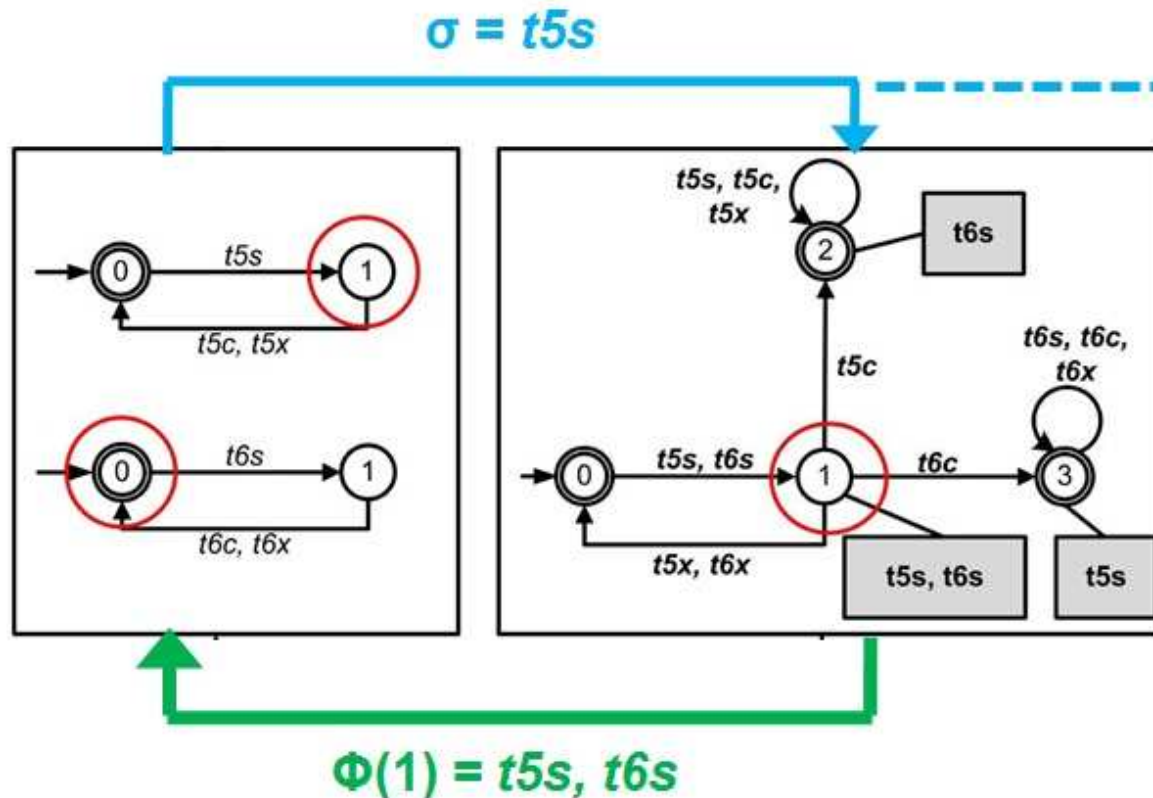 σ = t5s
0
t5s
1
t5c, t5x
0
t6s
1
t6c, t6x
t5s, t5c,
t5x
2
t6s
t5c
t6s, t6c,
t6x
0
t5s, t6s
1
t6c
3
t5x, t6x
t5s, t6s
t5s
Φ(1) = t5s, t6s